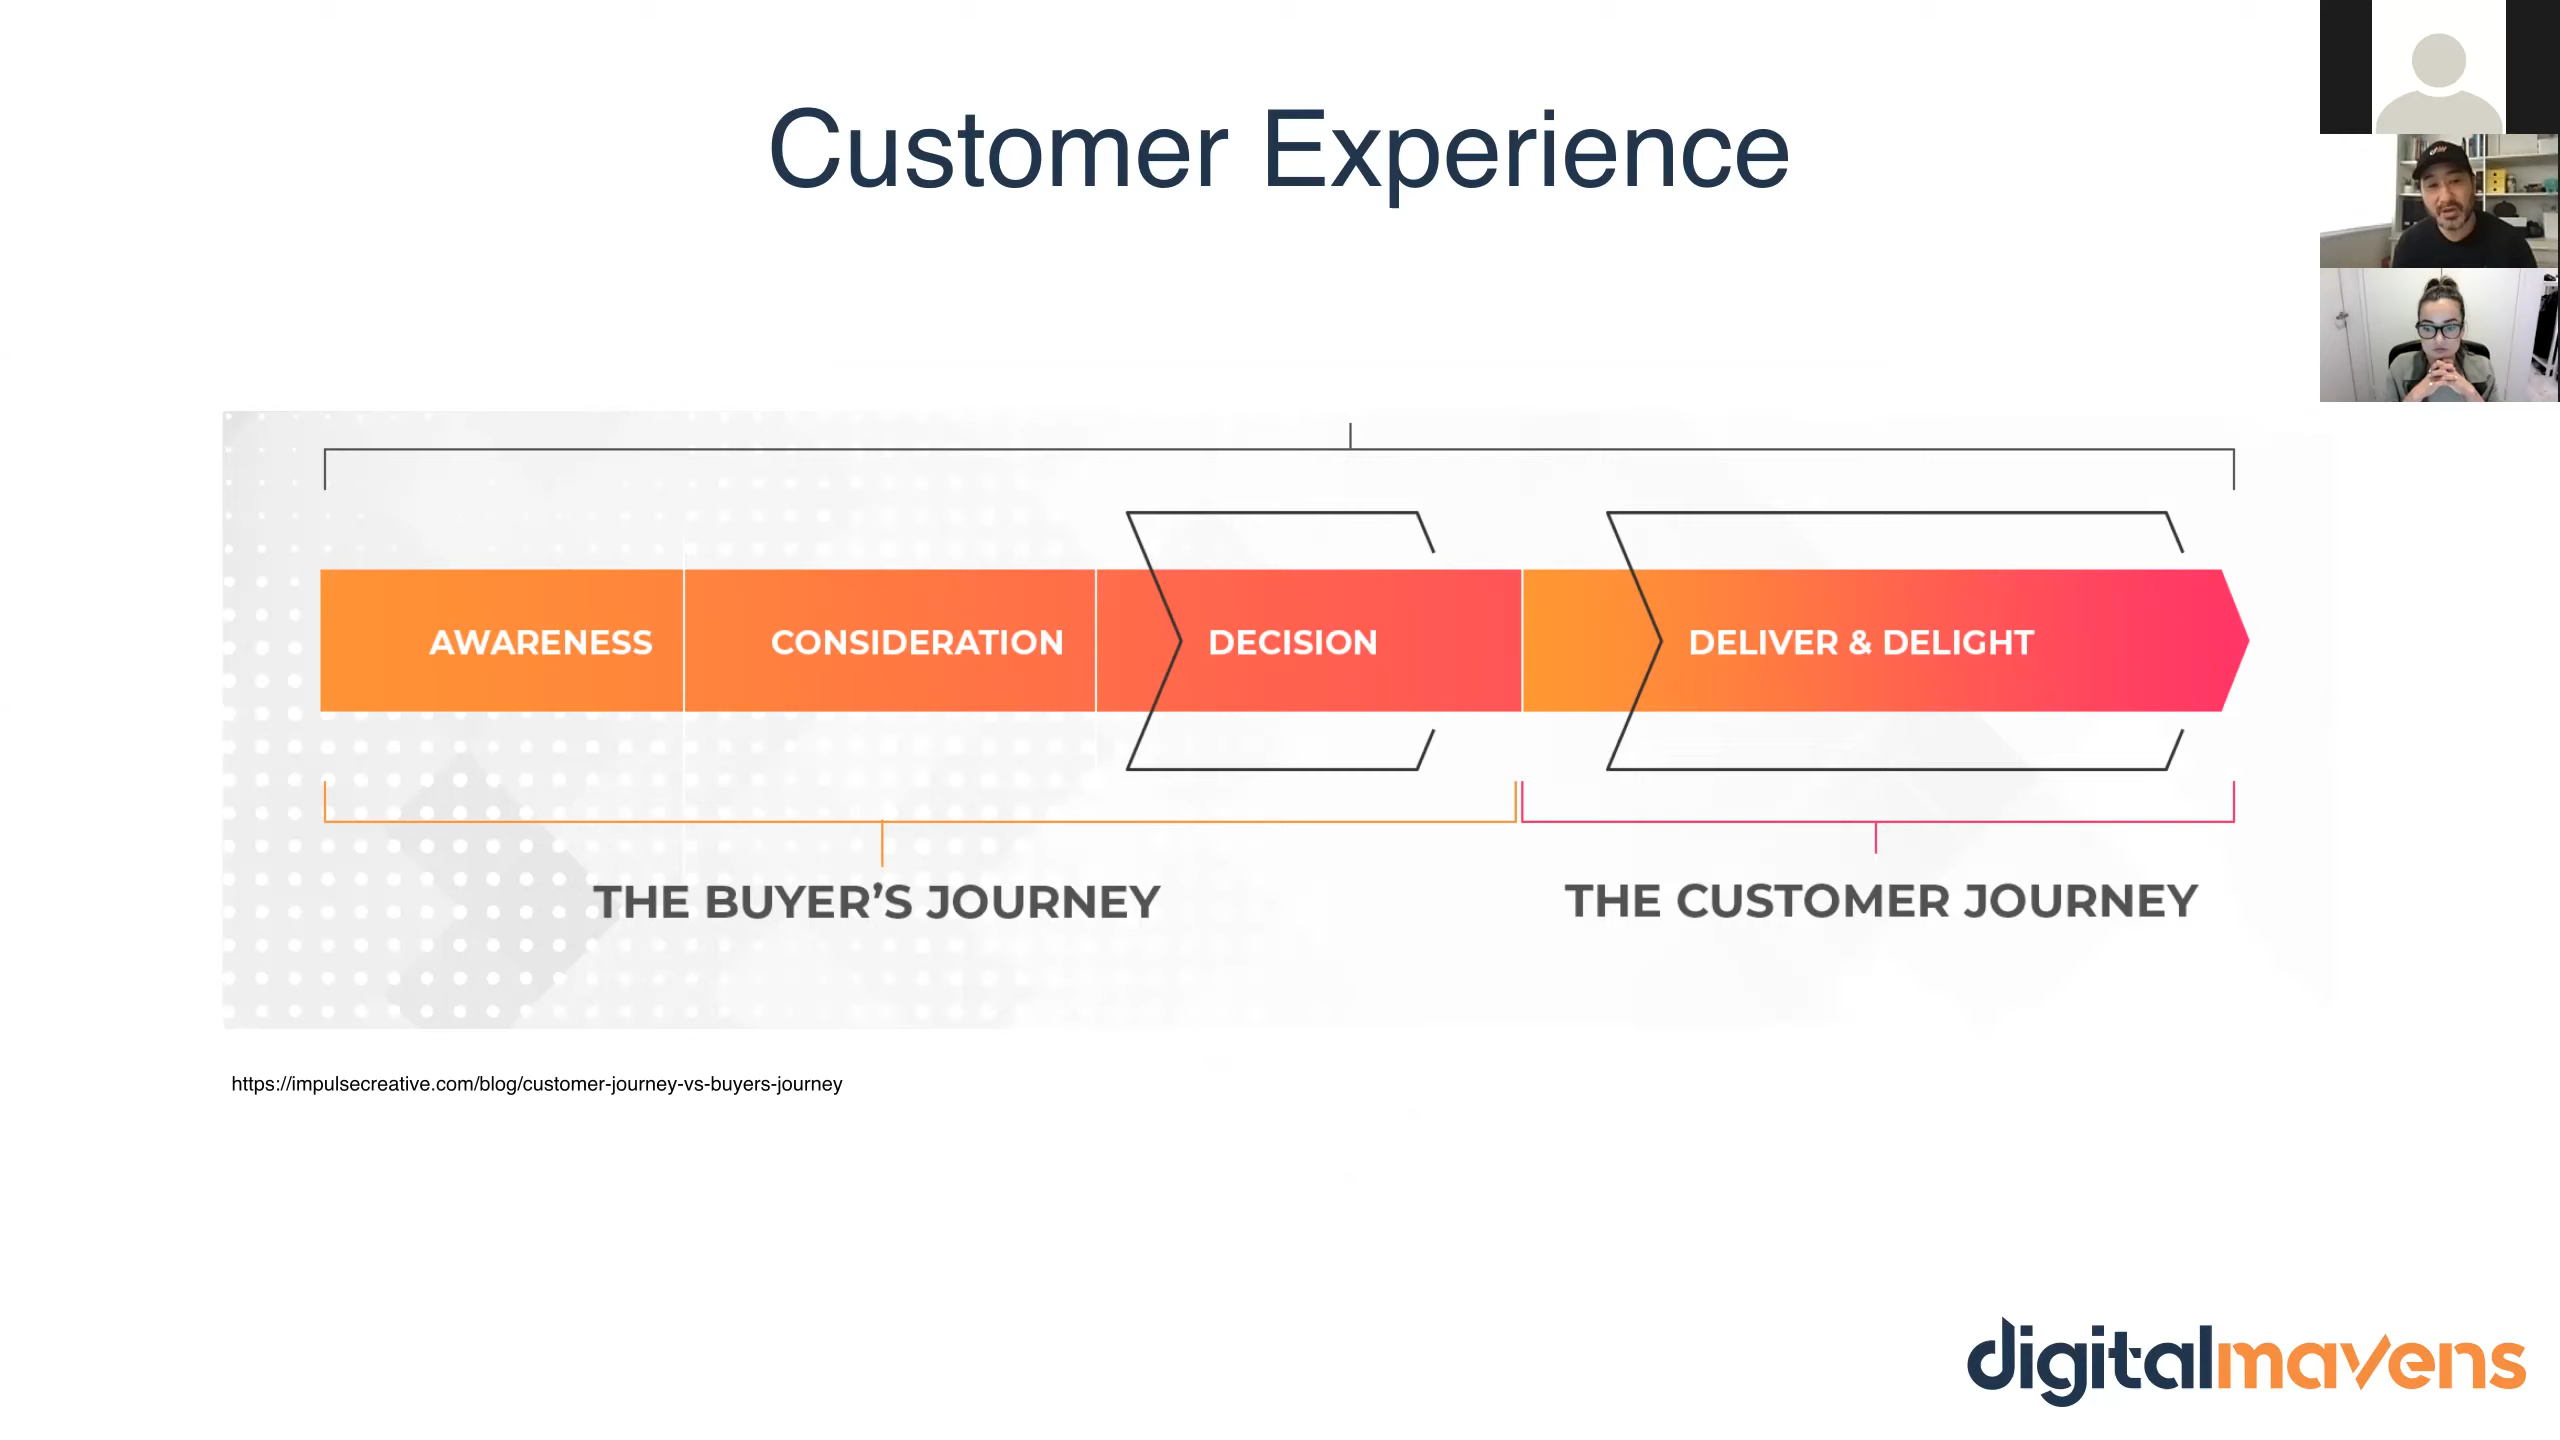 Customer Experience
AWARENESS
CONSIDERATION
DECISION
DELIVER & DELIGHT
THE BUYER’S JOURNEY
THE CUSTOMER JOURNEY
https://impulsecreative.com/blog/customer-journey-vs-buyers-journey
digitalmavens